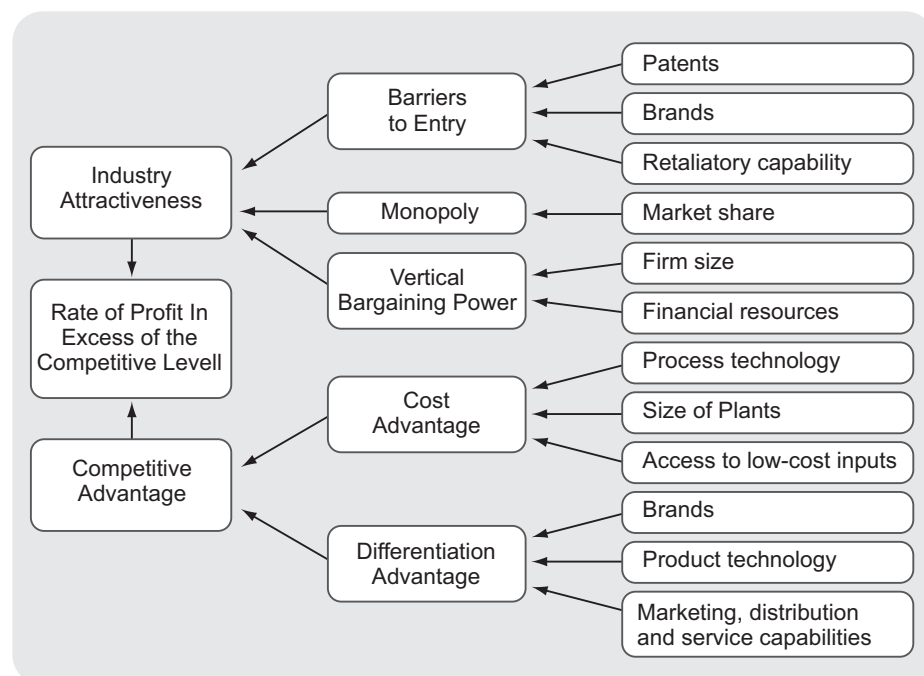 Industry
Attractiveness
Rate of Profit In
Excess of the
Competitive Levell
Competitive
Advantage
Barriers
to Entry
Monopoly
Vertical
Bargaining Power
Cost
Advantage
Differentiation
Advantage
Patents
Brands
Retaliatory capability
Market share
Firm size
Financial resources
Process technology
Size of Plants
Access to low-cost inputs
Brands
Product technology
Marketing, distribution
and service capabilities